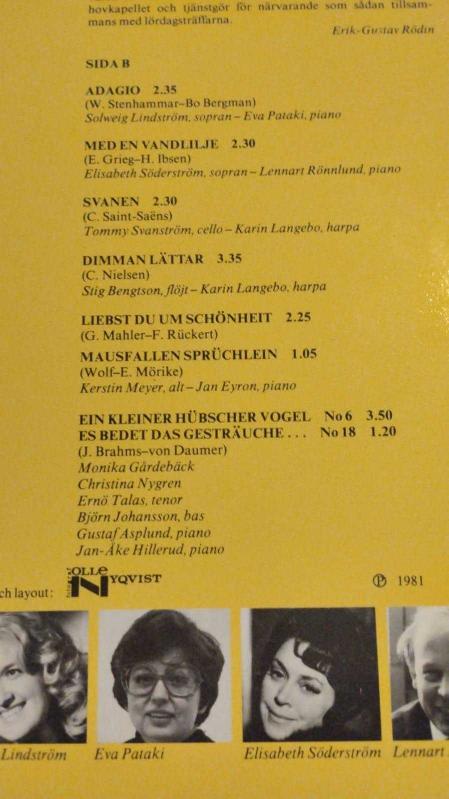 hovkapellet och tjänstgör för närvarande som sådan tillsam-
mans med lördagsträffarna.
Erik-Gustav Rödin
SIDA B
ADAGIO 2.35
(W. Stenhammar–Bo Bergman)
Solweig Lindström, sopran – Eva Pataki, piano
MED EN VANDLILJE 2.30
(E. Grieg–H. Ibsen)
Elisabeth Söderström, sopran – Lennart Rönnlund, piano
SVANEN 2.30
(C. Saint-Saëns)
Tommy Svanström, cello – Karin Langebo, harpa
DIMMAN LÄTTAR 3.35
(C. Nielsen)
Stig Bengtson, flöjt – Karin Langebo, harpa
LIEBST DU UM SCHÖNHEIT 2.25
(G. Mahler–F. Rückert)
MAUSFALLEN SPRÜCHLEIN 1.05
(Wolf–E. Mörike)
Kerstin Meyer, alt – Jan Eyron, piano
EIN KLEINER HÜBSCHER VOGEL No 6 3.50
ES BEDET DAS GESTRÄUCHE . . . No 18 1.20
(J. Brahms–von Daumer)
Monika Gårdebäck
Christina Nygren
Ernö Talas, tenor
Björn Johansson, bas
Gustaf Asplund, piano
Jan-Åke Hillerud, piano
ch layout: OLLE NYQVIST
℗ 1981
Lindström Eva Pataki Elisabeth Söderström Lennart